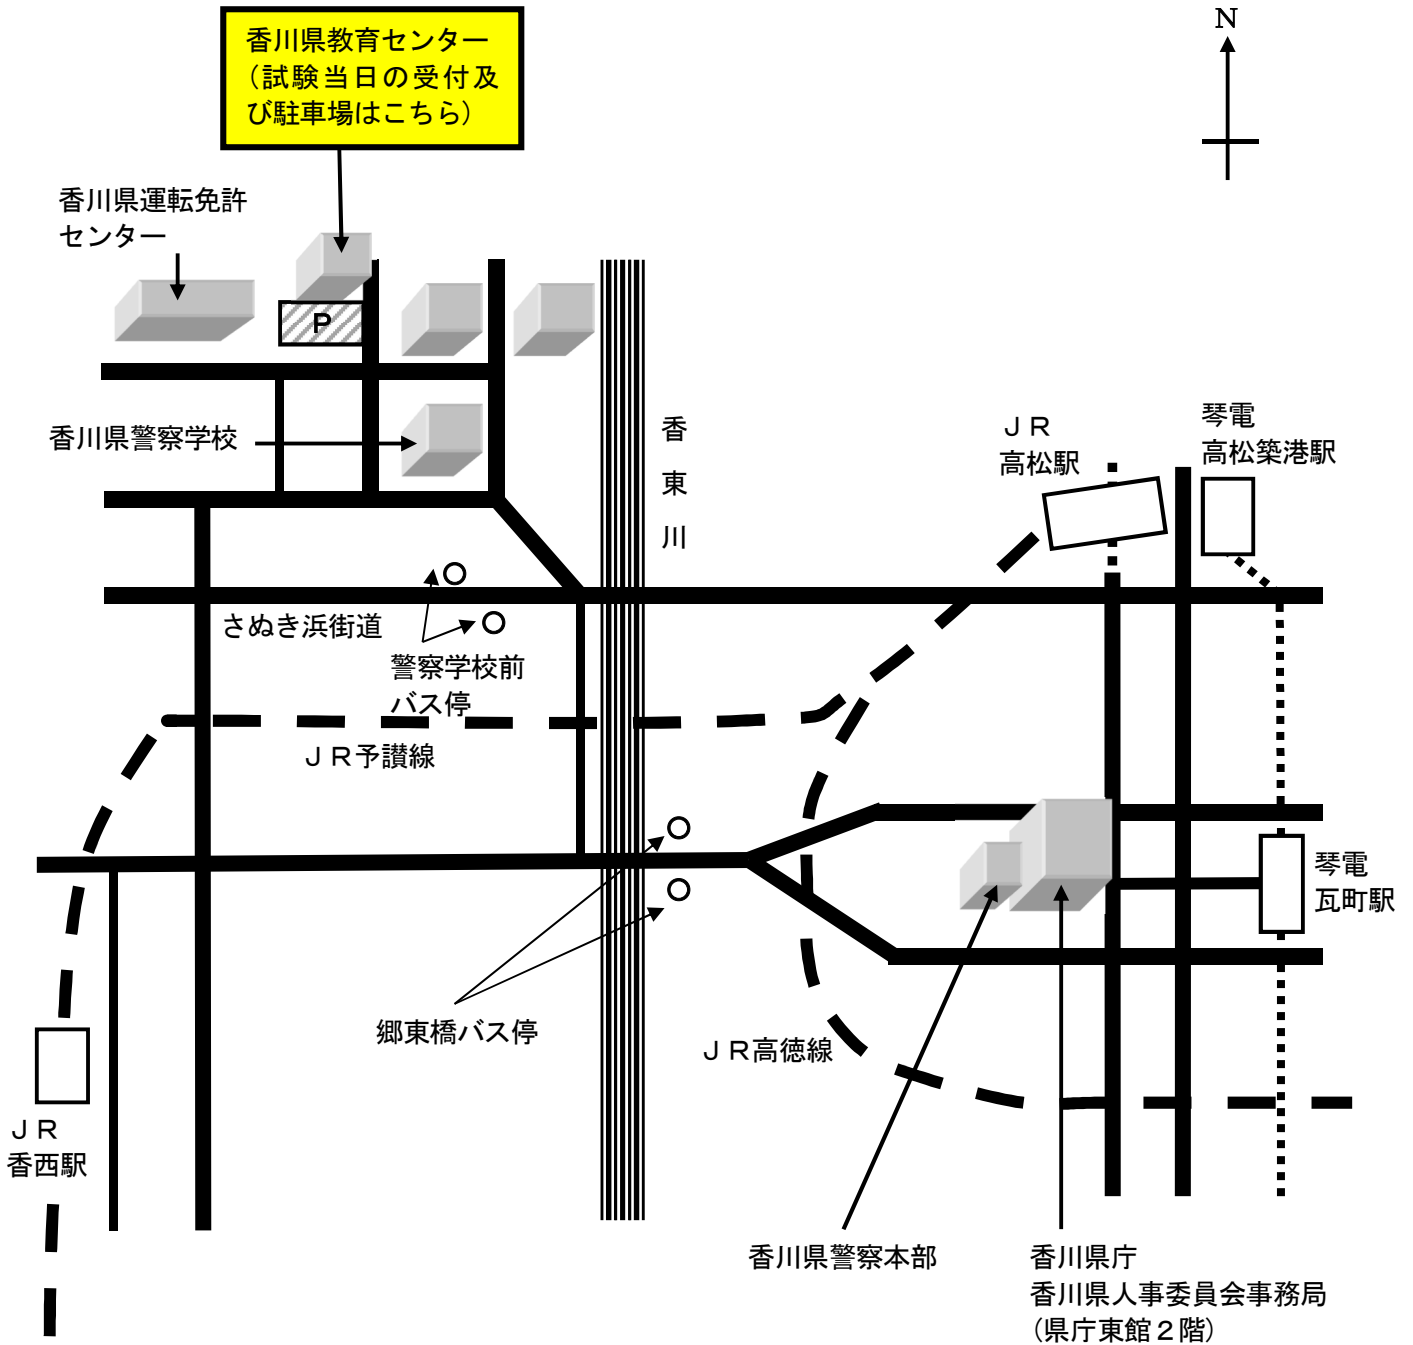 N
香川県教育センター
（試験当日の受付及
び駐車場はこちら）
香川県運転免許
センター
P
香川県警察学校
香東川
ＪＲ
高松駅
琴電
高松築港駅
さぬき浜街道
警察学校前
バス停
ＪＲ予讃線
琴電
瓦町駅
郷東橋バス停
ＪＲ高徳線
ＪＲ
香西駅
香川県警察本部
香川県庁
香川県人事委員会事務局
（県庁東館２階）